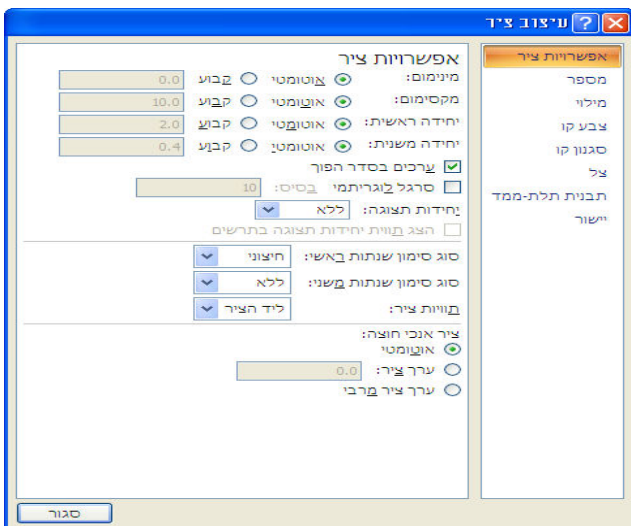 עיצוב ציר
אפשרויות ציר
מספר
מילוי
צבע קו
סגנון קו
צל
תבנית תלת-ממד
יישור
אפשרויות ציר
מינימום: אוטומטי קבוע 0.0
מקסימום: אוטומטי קבוע 10.0
יחידה ראשית: אוטומטי קבוע 2.0
יחידה משנית: אוטומטי קבוע 0.4
ערכים בסדר הפוך
סרגל לוגריתמי בסיס: 10
יחידות תצוגה: ללא
הצג תווית יחידות תצוגה בתרשים
סוג סימון שנתות ראשי: חיצוני
סוג סימון שנתות משני: ללא
תוויות ציר: ליד הציר
ציר אנכי חוצה:
אוטומטי
ערך ציר: 0.0
ערך ציר מרבי
סגור